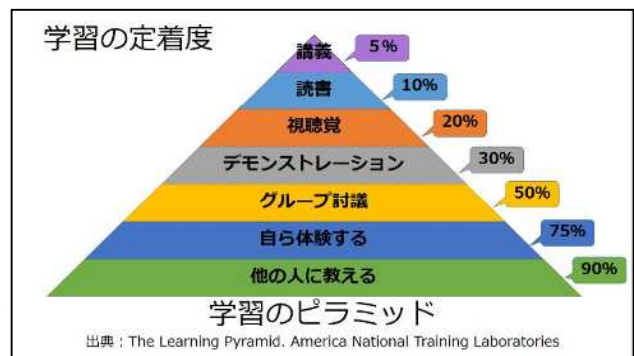 学習の定着度
講義 5%
読書 10%
視聴覚 20%
デモンストレーション 30%
グループ討議 50%
自ら体験する 75%
他の人に教える 90%
学習のピラミッド
出典：The Learning Pyramid. America National Training Laboratories